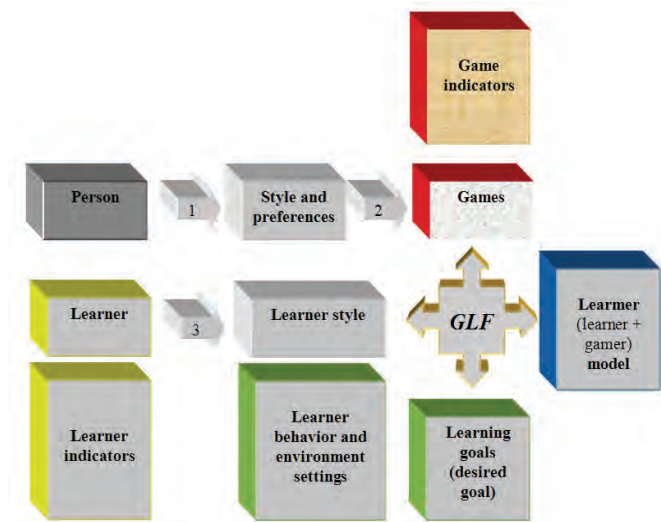 Game
indicators
Person
1
Style and
preferences
2
Games
Learner
3
Learner style
GLF
Learmer
(learner +
gamer)
model
Learner
indicators
Learner
behavior and
environment
settings
Learning
goals
(desired
goal)